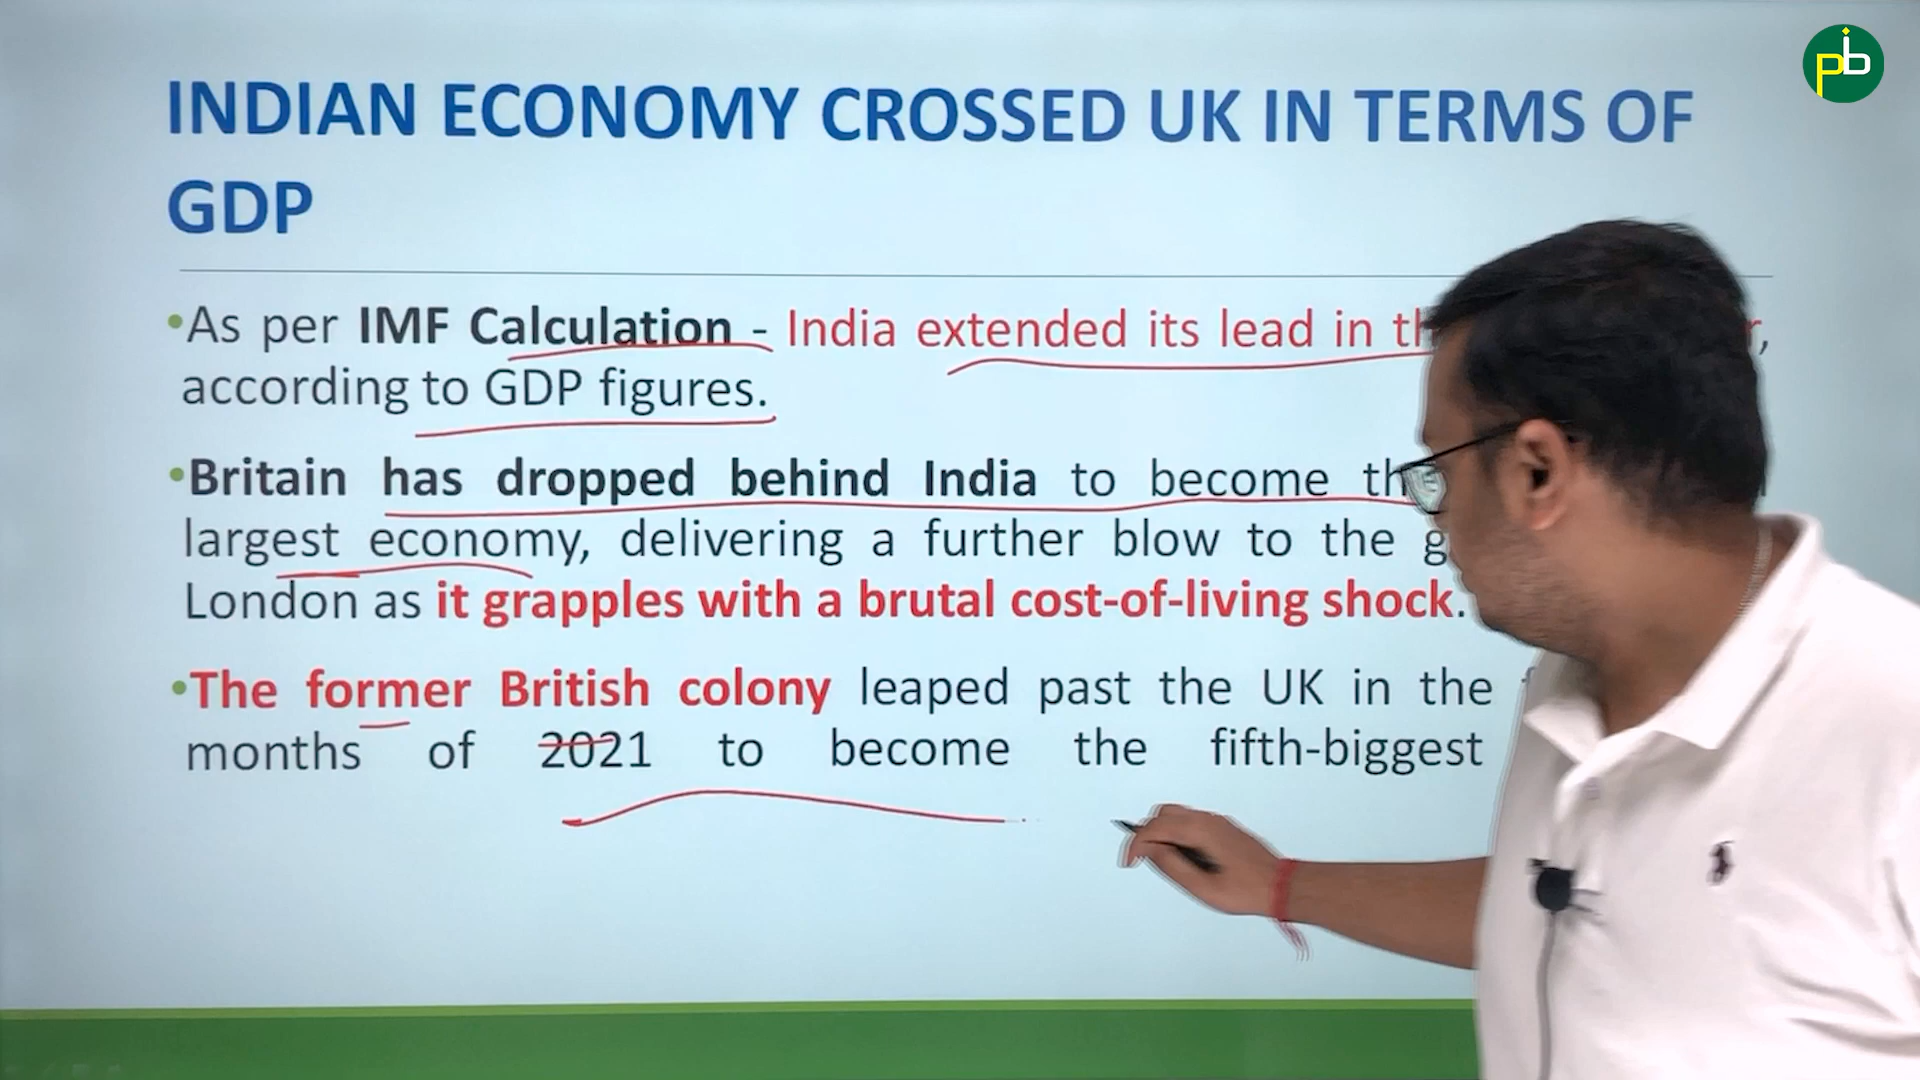 pib
INDIAN ECONOMY CROSSED UK IN TERMS OF
GDP
•As per IMF Calculation - India extended its lead in
according to GDP figures.
•Britain has dropped behind India to become
largest economy, delivering a further blow to the
London as it grapples with a brutal cost-of-living shock.
•The former British colony leaped past the UK in the
months of 2021 to become the fifth-biggest